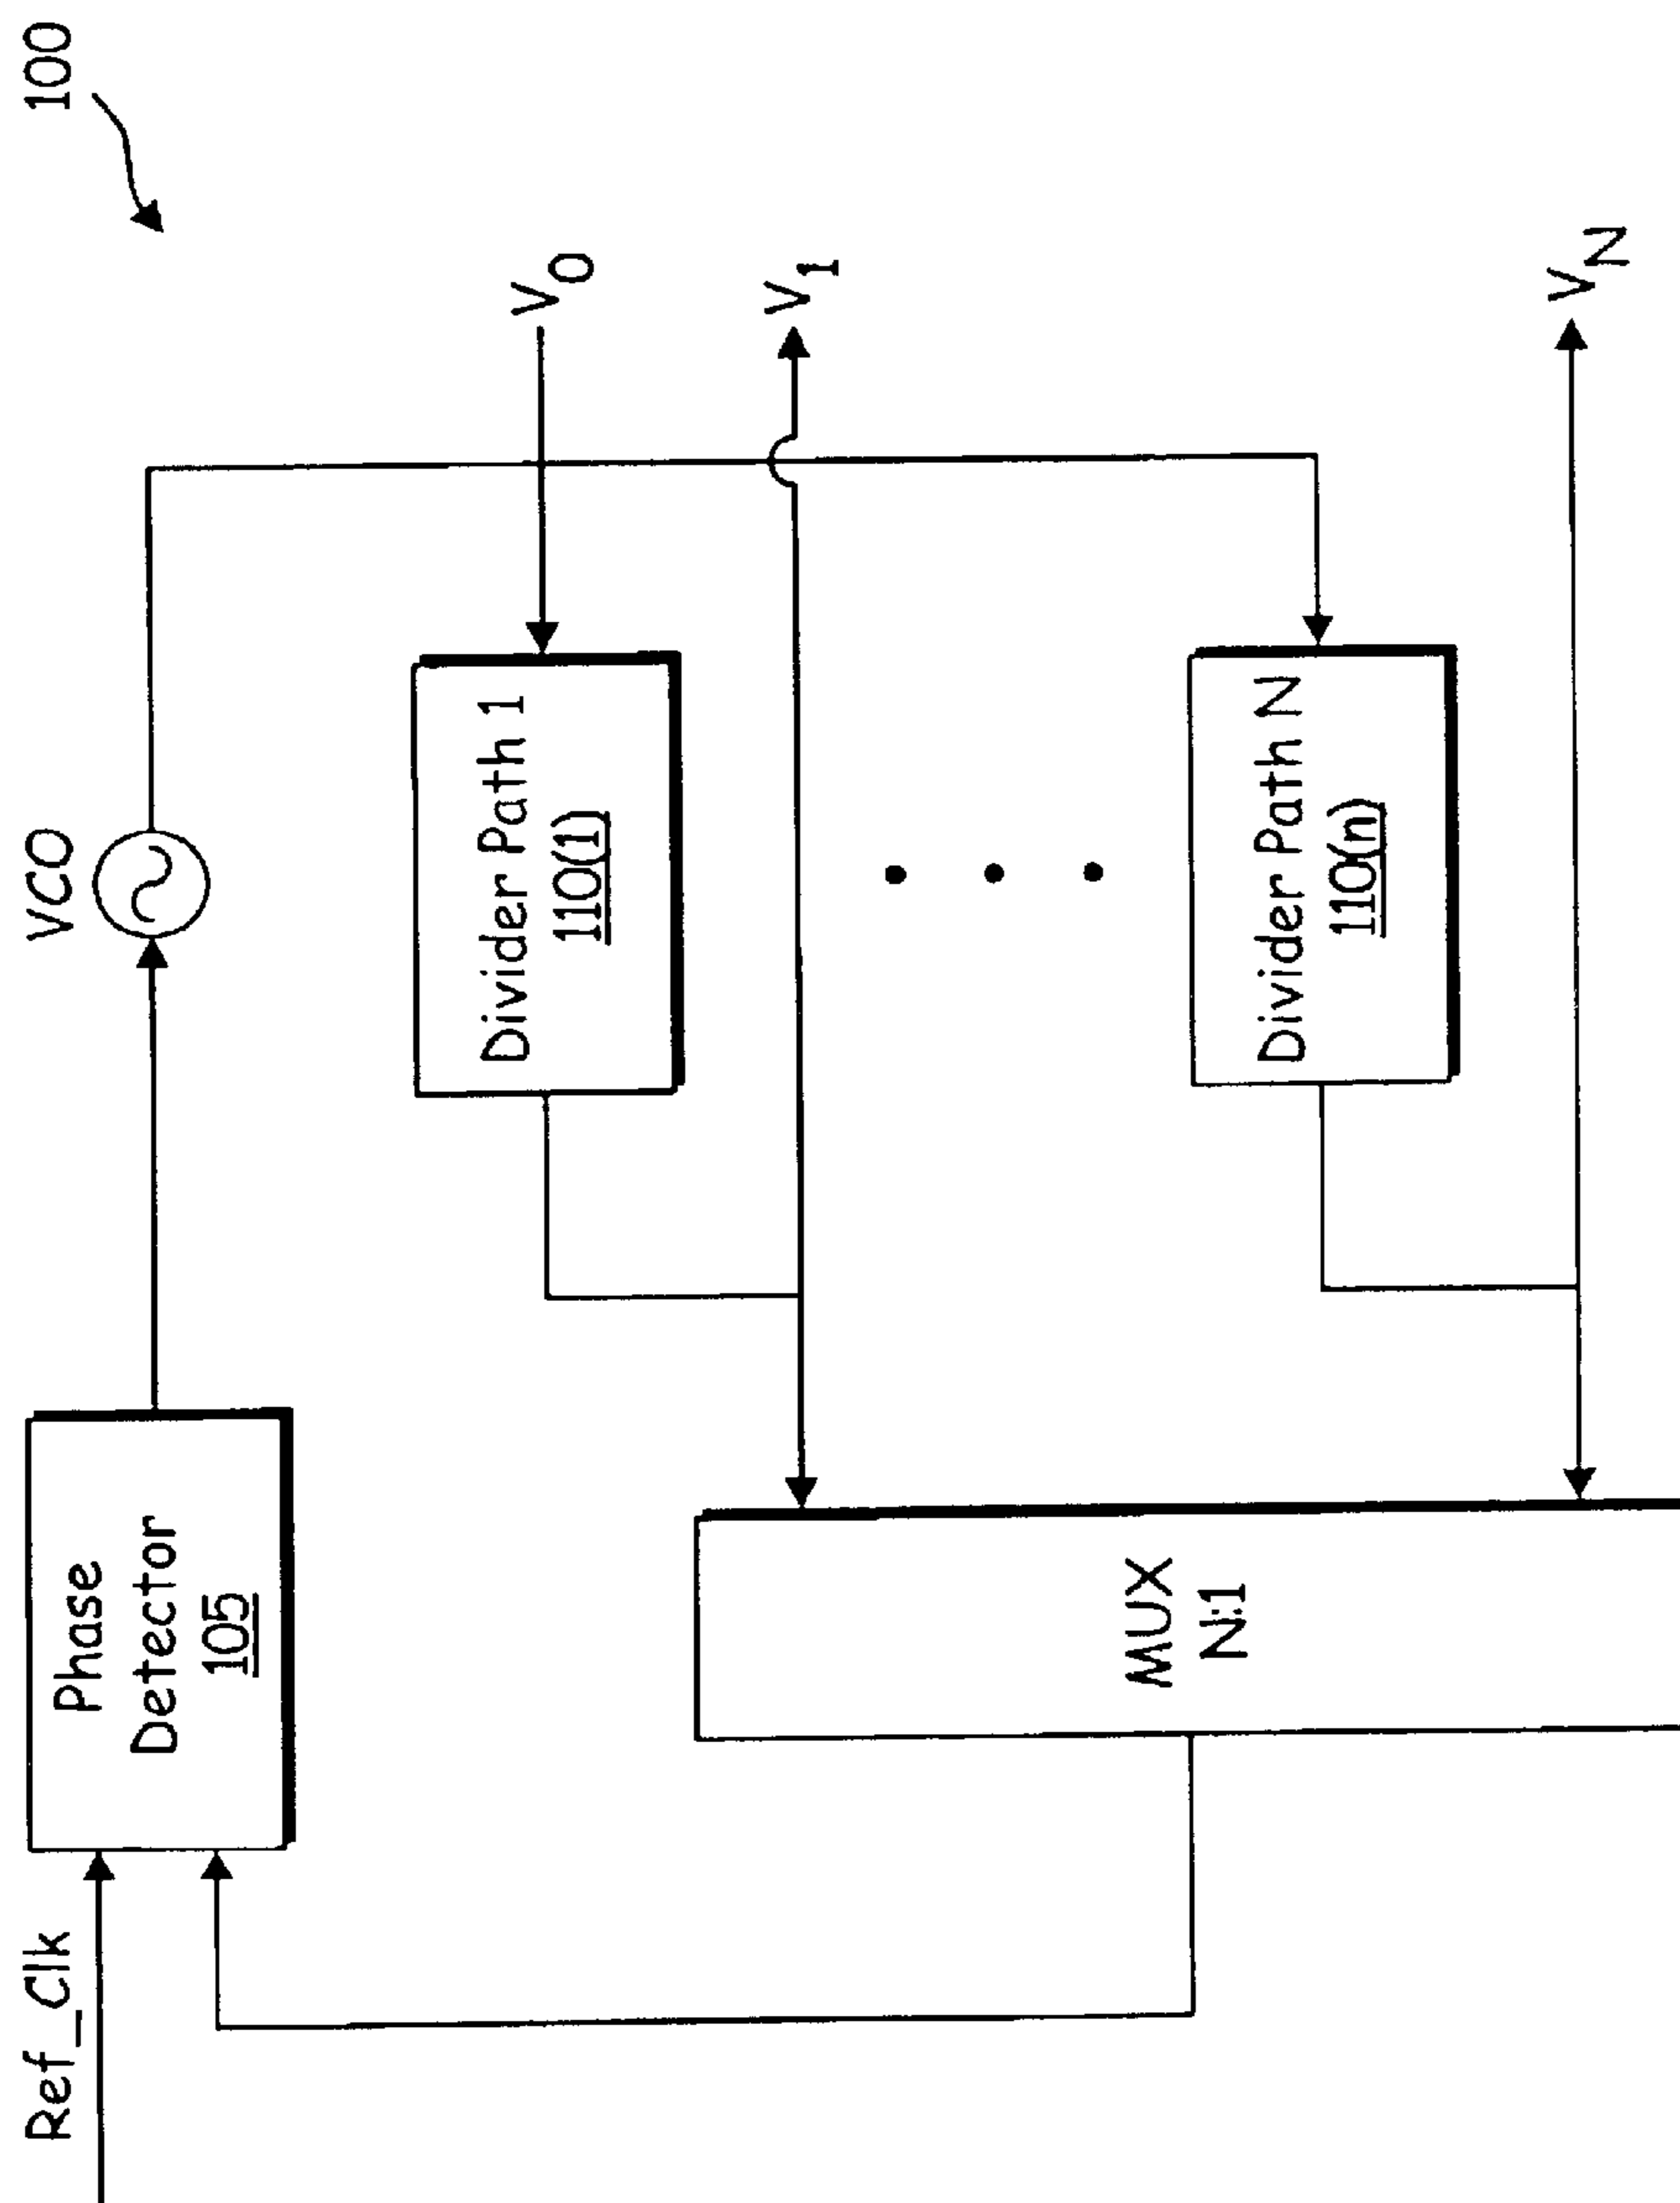 100
Ref_Clk
Phase
Detector
105
VCO
V0
Divider Path 1
110(1)
V1
Divider Path N
110(n)
MUX
N:1
VN